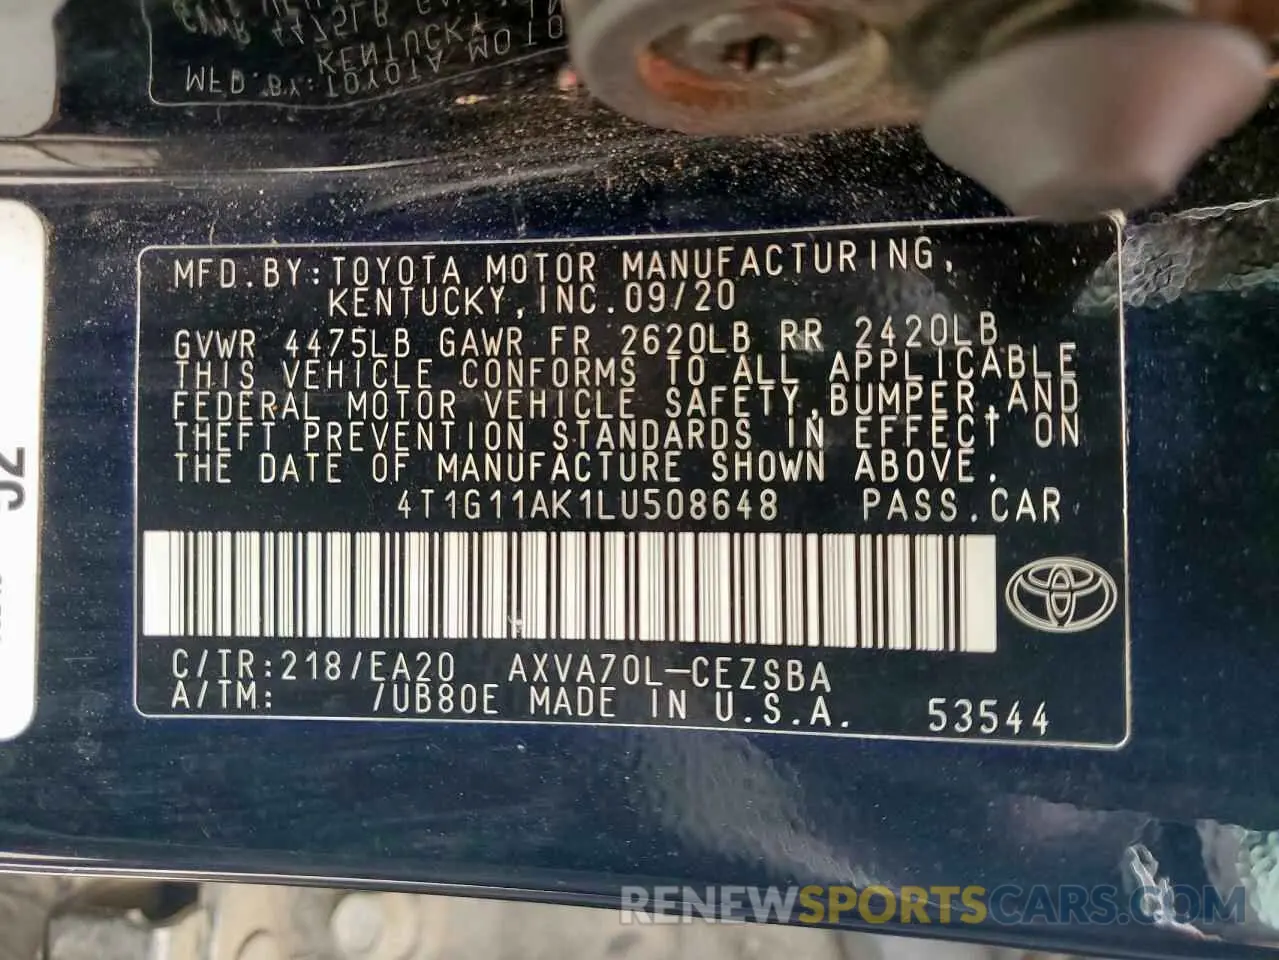 MFD.BY:TOYOTA MOTOR MANUFACTURING,
KENTUCKY,INC.09/20
GVWR 4475LB GAWR FR 2620LB RR 2420LB
THIS VEHICLE CONFORMS TO ALL APPLICABLE
FEDERAL MOTOR VEHICLE SAFETY,BUMPER,AND
THEFT PREVENTION STANDARDS IN EFFECT ON
THE DATE OF MANUFACTURE SHOWN ABOVE.
4T1G11AK1LU508648 PASS.CAR
C/TR:218/EA20 AXVA70L-CEZSBA
A/TM: /UB80E MADE IN U.S.A. 53544
RENEWSPORTSCARS.COM